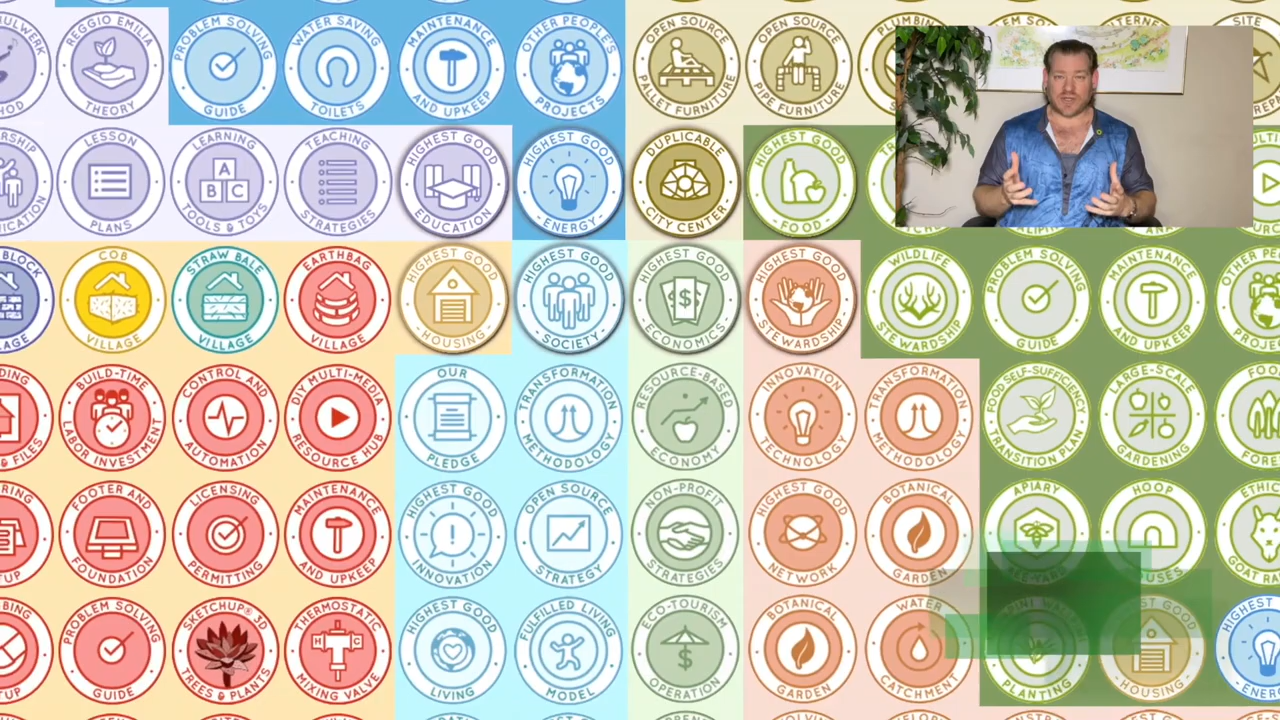 REGGIO EMILIA THEORY
PROBLEM SOLVING GUIDE
WATER SAVING TOILETS
MAINTENANCE AND UPKEEP
OTHER PEOPLE'S PROJECTS
OPEN SOURCE PALLET FURNITURE
OPEN SOURCE PIPE FURNITURE
PLUMBING
SITE
LESSON PLANS
LEARNING TOOLS & TOYS
A
B C
TEACHING STRATEGIES
HIGHEST GOOD EDUCATION
HIGHEST GOOD ENERGY
DUPLICABLE CITY CENTER
HIGHEST GOOD FOOD
BLOCK
COB VILLAGE
STRAW BALE VILLAGE
EARTHBAG VILLAGE
HIGHEST GOOD HOUSING
HIGHEST GOOD SOCIETY
HIGHEST GOOD ECONOMICS
HIGHEST GOOD STEWARDSHIP
WILDLIFE STEWARDSHIP
PROBLEM SOLVING GUIDE
MAINTENANCE AND UPKEEP
& FILES
BUILD-TIME LABOR INVESTMENT
CONTROL AND AUTOMATION
DIY MULTI-MEDIA RESOURCE HUB
OUR PLEDGE
TRANSFORMATION METHODOLOGY
RESOURCE-BASED ECONOMY
INNOVATION TECHNOLOGY
TRANSFORMATION METHODOLOGY
FOOD SELF-SUFFICIENCY TRANSITION PLAN
LARGE-SCALE GARDENING
FOOTER AND FOUNDATION
LICENSING PERMITTING
MAINTENANCE AND UPKEEP
HIGHEST GOOD INNOVATION
OPEN SOURCE STRATEGY
NON-PROFIT STRATEGIES
HIGHEST GOOD NETWORK
BOTANICAL GARDEN
APIARY
HOOP
PROBLEM SOLVING GUIDE
SKETCHUP® 3D TREES & PLANTS
THERMOSTATIC MIXING VALVE
H C
HIGHEST GOOD LIVING
FULFILLED LIVING MODEL
ECO-TOURISM OPERATION
BOTANICAL GARDEN
WATER CATCHMENT
PLANTING
HOUSING